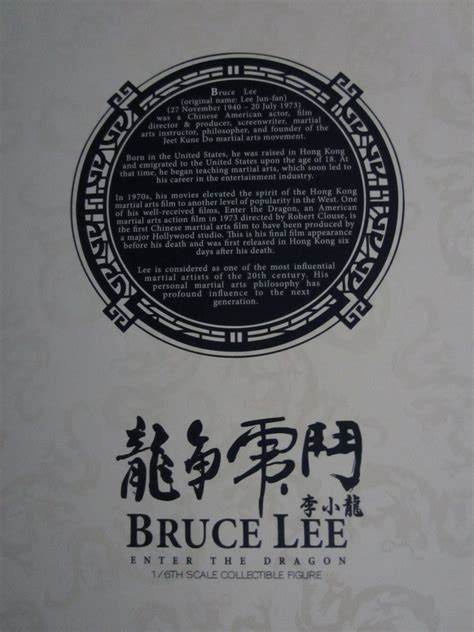 Bruce Lee
(original name: Lee Jun-fan)
(27 November 1940 – 20 July 1973)
was a Chinese American actor, film
director & producer, screenwriter, martial
arts instructor, philosopher, and founder of the
Jeet Kune Do martial arts movement.
Born in the United States, he was raised in Hong Kong
and emigrated to the United States upon the age of 18. At
that time, he began teaching martial arts, which soon led to
his career in the entertainment industry.
In 1970s, his movies elevated the spirit of the Hong Kong
martial arts film to another level of popularity in the West. One
of his well-received films, Enter the Dragon, an American
martial arts action film in 1973 directed by Robert Clouse, is
the first Chinese martial arts film to have been produced by
a major Hollywood studio. This is his final film appearance
before his death and was first released in Hong Kong six
days after his death.
Lee is considered as one of the most influential
martial artists of the 20th century. His
personal martial arts philosophy has
profound influence to the next
generation.
龍争鬥
李小龍
BRUCE LEE
ENTER THE DRAGON
1/6TH SCALE COLLECTIBLE FIGURE